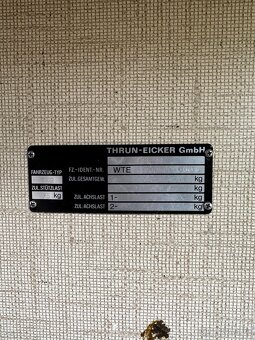 THRUN-EICKER GmbH
FAHRZEUG-TYP
FZ-IDENT-NR. WTE
ZUL. GESAMTGEW. kg
ZUL. STÜTZLAST kg
kg
ZUL. ACHSLAST 1- kg
ZUL. ACHSLAST 2- kg